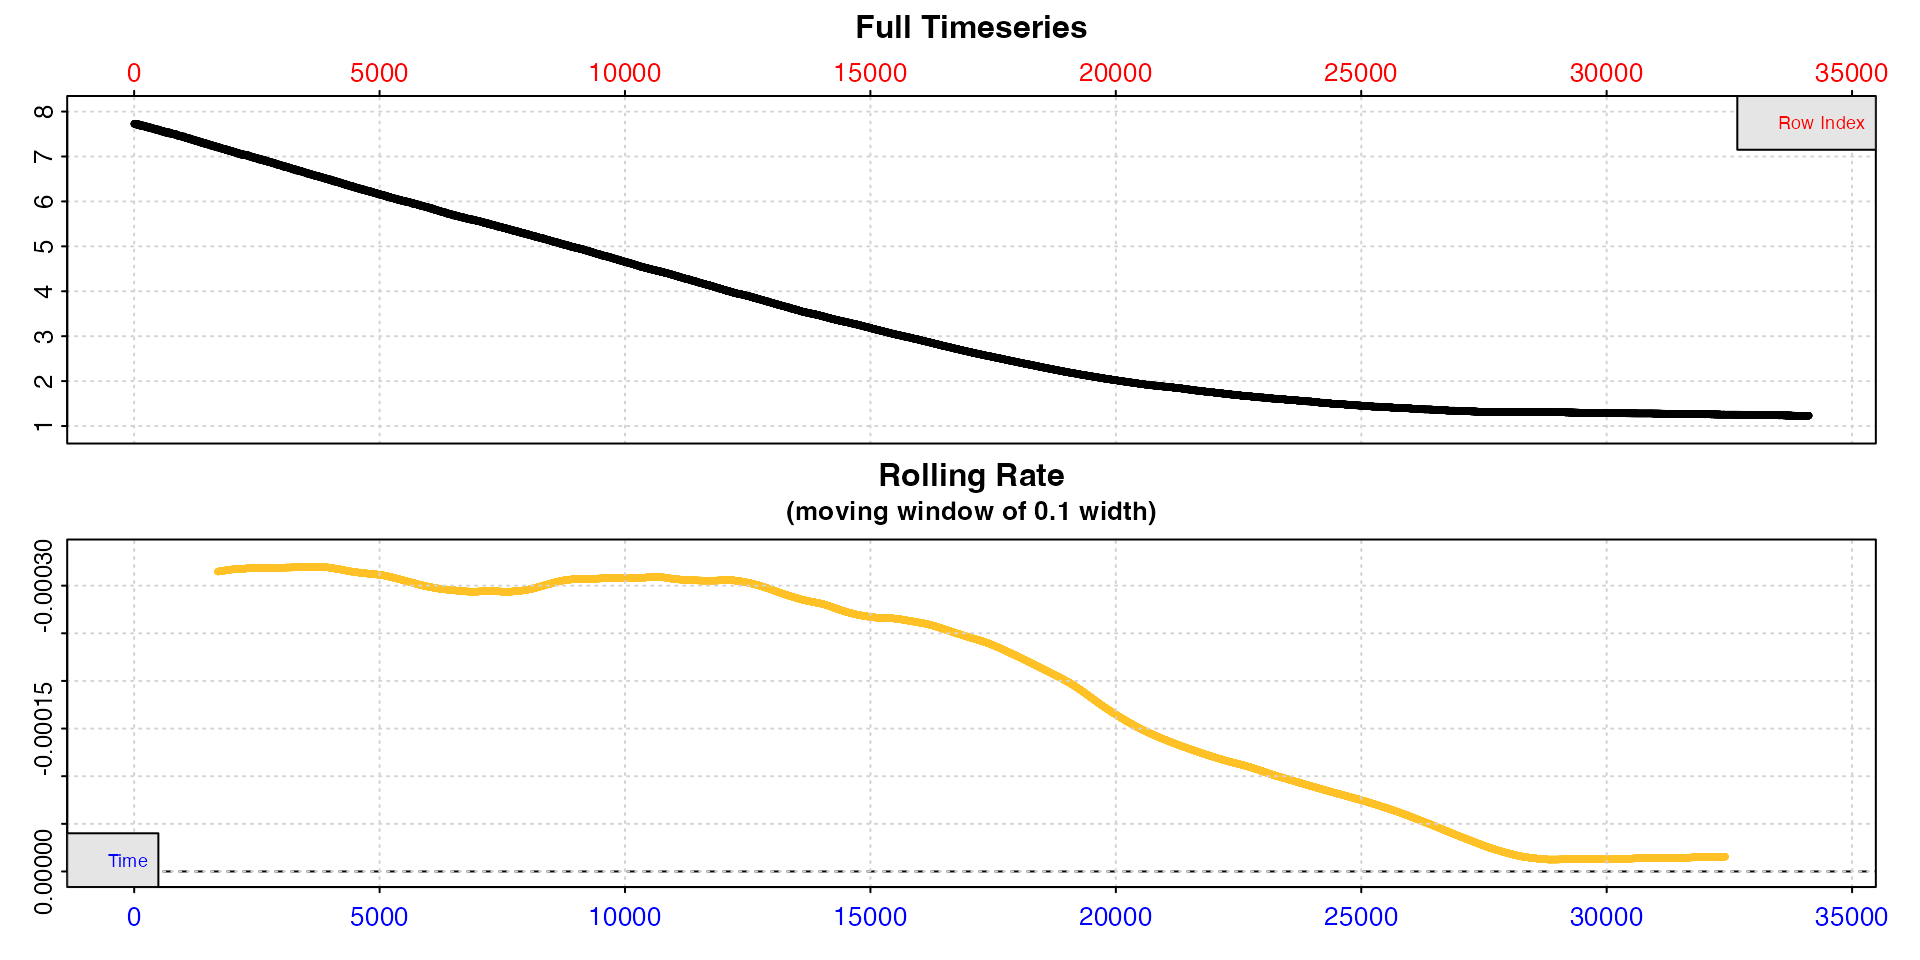 Full Timeseries
0 5000 10000 15000 20000 25000 30000 35000
8
7
6
5
4
3
2
1
Row Index
Rolling Rate
(moving window of 0.1 width)
-0.00030
-0.00015
0.00000
Time
0 5000 10000 15000 20000 25000 30000 35000